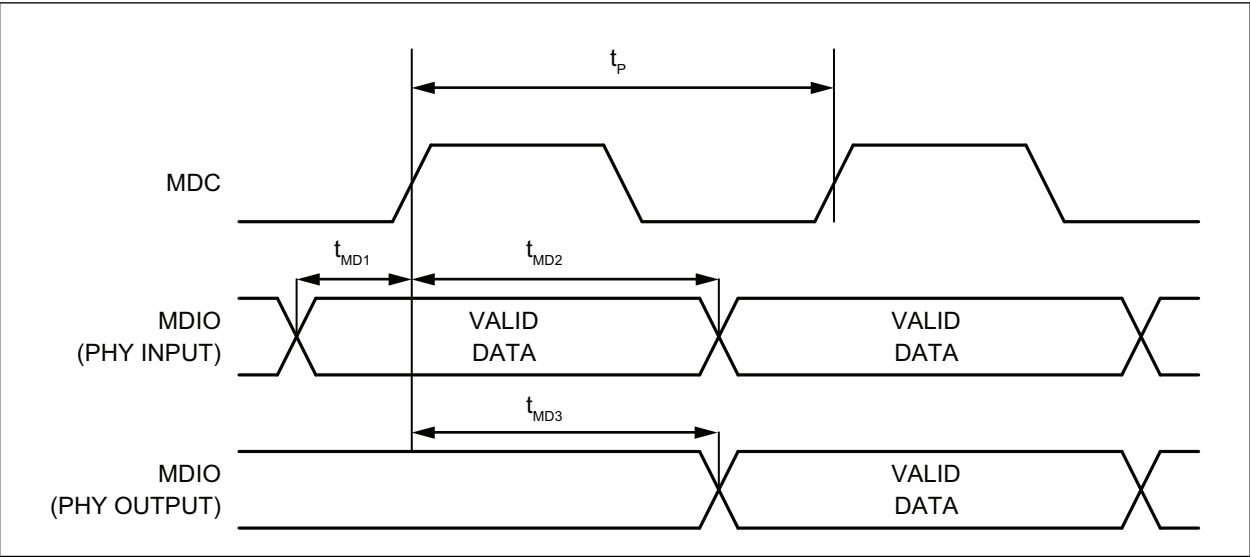 tP
MDC
tMD1
tMD2
MDIO
(PHY INPUT)
VALID
DATA
VALID
DATA
tMD3
MDIO
(PHY OUTPUT)
VALID
DATA